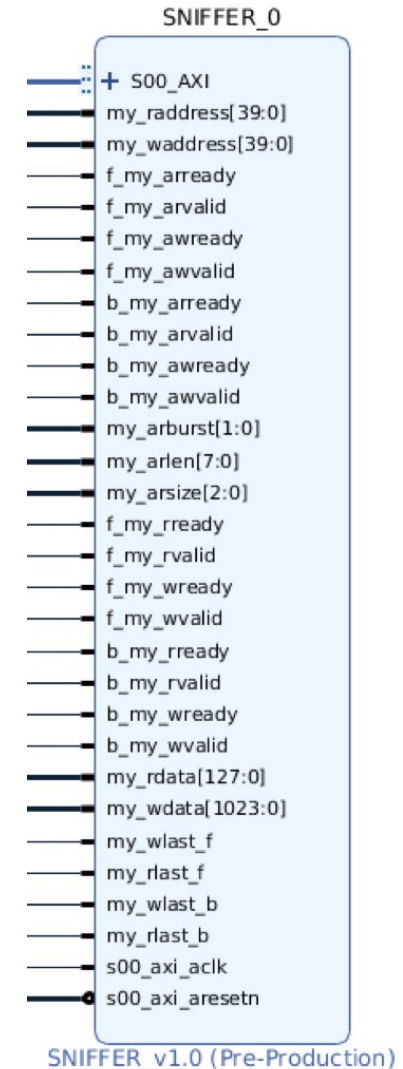 SNIFFER_0
+ S00_AXI
my_raddress[39:0]
my_waddress[39:0]
f_my_arready
f_my_arvalid
f_my_awready
f_my_awvalid
b_my_arready
b_my_arvalid
b_my_awready
b_my_awvalid
my_arburst[1:0]
my_arlen[7:0]
my_arsize[2:0]
f_my_rready
f_my_rvalid
f_my_wready
f_my_wvalid
b_my_rready
b_my_rvalid
b_my_wready
b_my_wvalid
my_rdata[127:0]
my_wdata[1023:0]
my_wlast_f
my_rlast_f
my_wlast_b
my_rlast_b
s00_axi_aclk
s00_axi_aresetn
SNIFFER_v1.0 (Pre-Production)